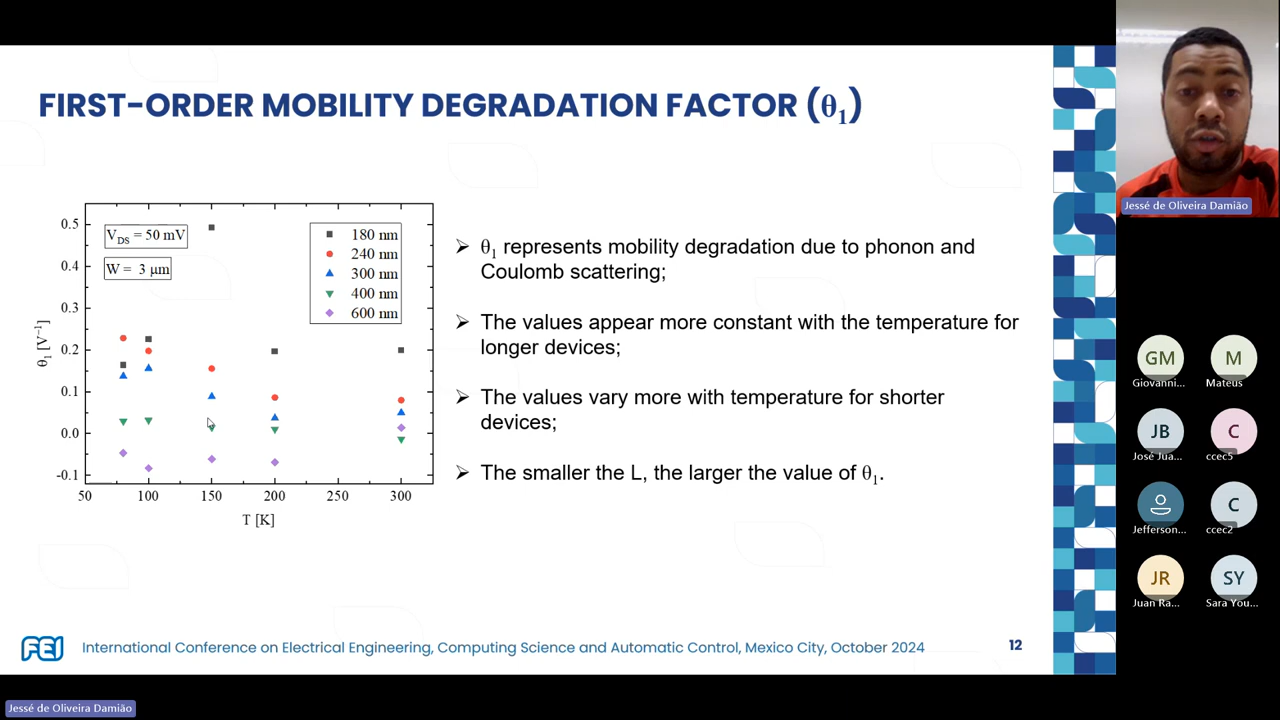 FIRST-ORDER MOBILITY DEGRADATION FACTOR (θ₁)
V_DS = 50 mV
W = 3 μm
180 nm
240 nm
300 nm
400 nm
600 nm
0.5
0.4
0.3
0.2
0.1
0.0
-0.1
θ₁ [V⁻¹]
50 100 150 200 250 300
T [K]
➢ θ₁ represents mobility degradation due to phonon and
Coulomb scattering;
➢ The values appear more constant with the temperature for
longer devices;
➢ The values vary more with temperature for shorter
devices;
➢ The smaller the L, the larger the value of θ₁.
FEI
International Conference on Electrical Engineering, Computing Science and Automatic Control, Mexico City, October 2024
12
Jessé de Oliveira Damião
GM
Giovanni...
M
Mateus
JB
José Jua...
C
ccec5
Jefferson...
C
ccec2
JR
Juan Ra...
SY
Sara You...
Jessé de Oliveira Damião